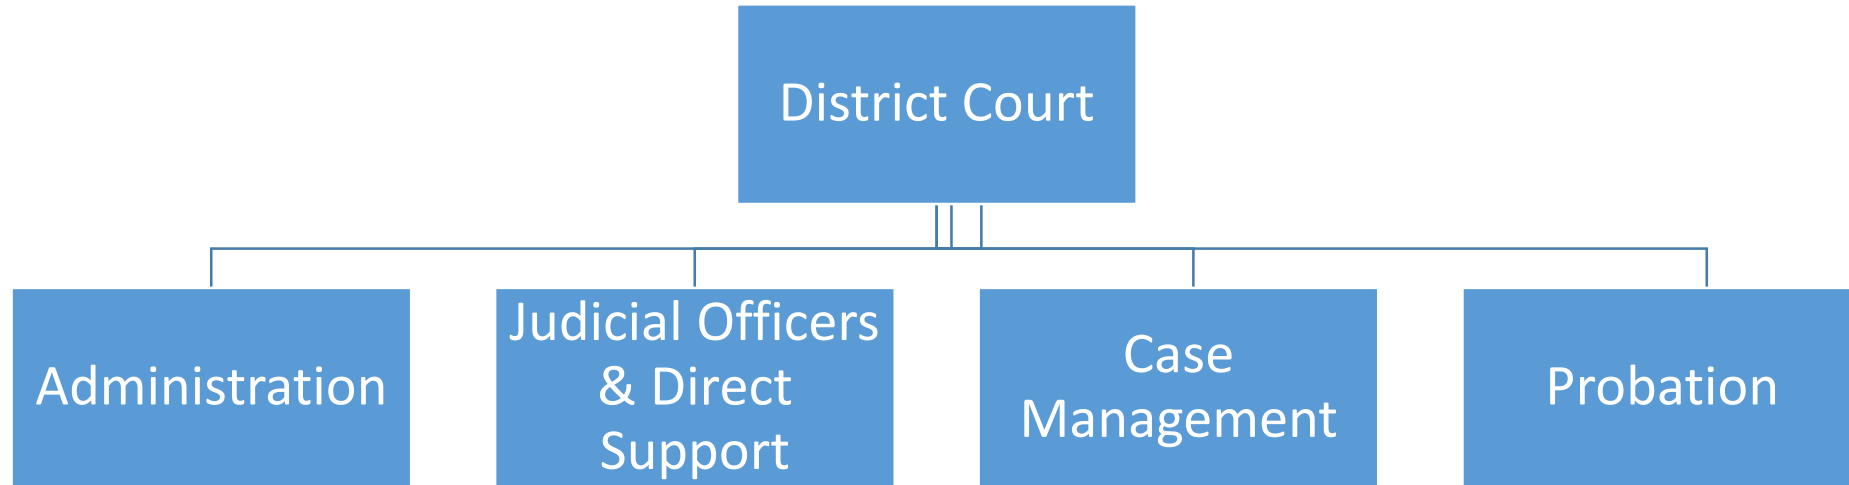 District Court
Administration
Judicial Officers
& Direct
Support
Case
Management
Probation